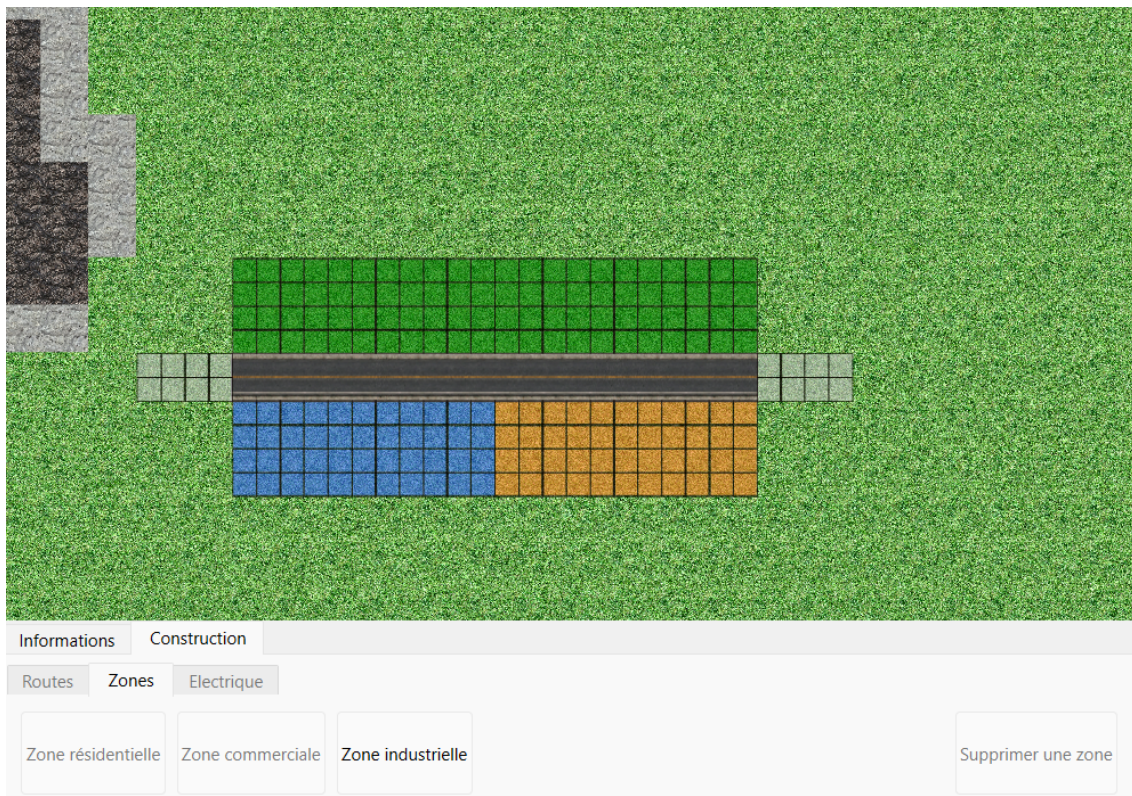 Informations Construction
Routes Zones Electrique
Zone résidentielle Zone commerciale Zone industrielle Supprimer une zone